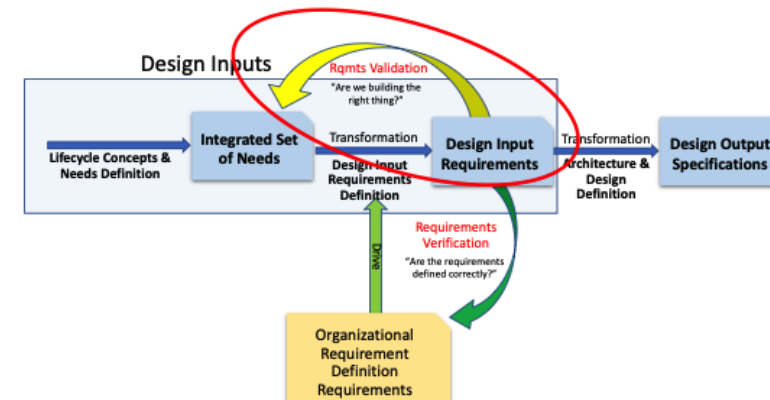 Design Inputs
Rqmts Validation
"Are we building the
right thing?"
Lifecycle Concepts &
Needs Definition
Integrated Set
of Needs
Transformation
Design Input
Requirements
Definition
Design Input
Requirements
Transformation
Architecture &
Design
Definition
Design Output
Specifications
Requirements
Verification
"Are the requirements
defined correctly?"
Drive
Organizational
Requirement
Definition
Requirements